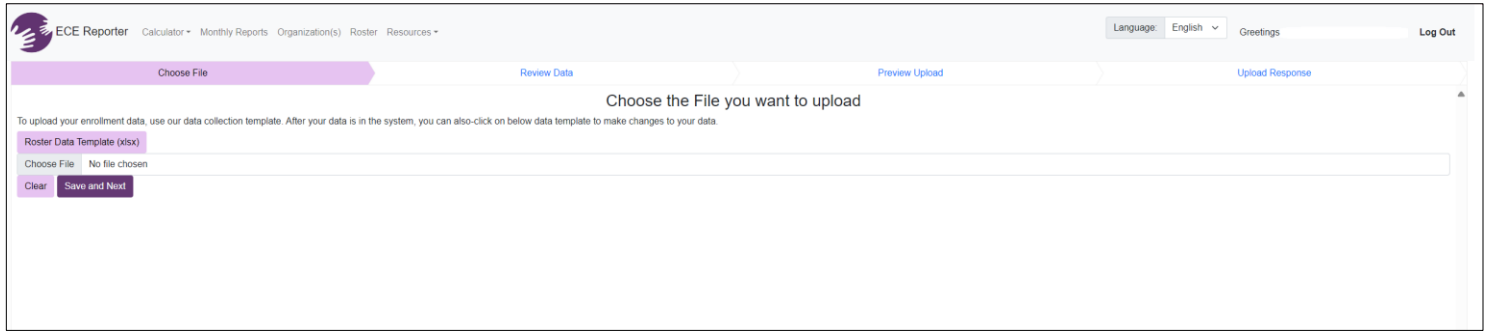 ECE Reporter Calculator Monthly Reports Organization(s) Roster Resources Language: English Greetings Log Out
Choose File Review Data Preview Upload Upload Response
Choose the File you want to upload
To upload your enrollment data, use our data collection template. After your data is in the system, you can also-click on below data template to make changes to your data.
Roster Data Template (xlsx)
Choose File No file chosen
Clear Save and Next